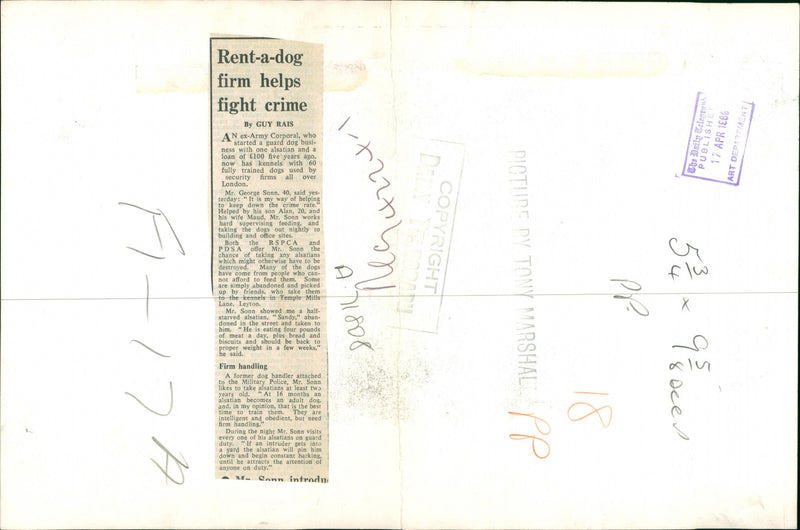 Rent-a-dog
firm helps
fight crime
By GUY RAIS
AN ex-Army Corporal, who
started a guard dog busi-
ness with one alsatian and a
loan of £100 five years ago,
now has kennels with 60
fully trained dogs used by
security firms all over
London.
Mr. George Sonn, 40, said yes-
terday: "It is my way of helping
to keep down the crime rate."
Helped by his son Alan, 20, and
his wife Maud, Mr. Sonn works
hard supervising feeding, and
taking the dogs out nightly to
building and office sites.
Both the RSPCA and
PDSA offer Mr. Sonn the
chance of taking any alsatians
which might otherwise have to be
destroyed. Many of the dogs
have come from people who can-
not afford to feed them. Some
are simply abandoned and picked
up by friends, who take them
to the kennels in Temple Mills
Lane, Leyton.
Mr. Sonn showed me a half-
starved alsatian, "Sandy," aban-
doned in the street and taken to
him. "He is eating four pounds
of meat a day, plus bread and
biscuits and should be back to
proper weight in a few weeks,"
he said.
Firm handling
A former dog handler attached
to the Military Police, Mr. Sonn
likes to take alsatians at least two
years old. "At 16 months an
alsatian becomes an adult dog,
and, in my opinion, that is the best
time to train them. They are
intelligent and obedient, but need
firm handling."
During the night Mr. Sonn visits
every one of his alsatians on guard
duty. "If an intruder gets into
a yard the alsatian will pin him
down and begin constant barking,
until he attracts the attention of
anyone on duty."
● Mr. Sonn introdu
COPYRIGHT
DAILY TELEGRAPH
PICTURE BY TONY MARSHAL
The Daily Telegraph
PUBLISHED
17 APR 1966
ART DEPARTMENT
5 3/4 x 9 5/8
PP.
18
PP